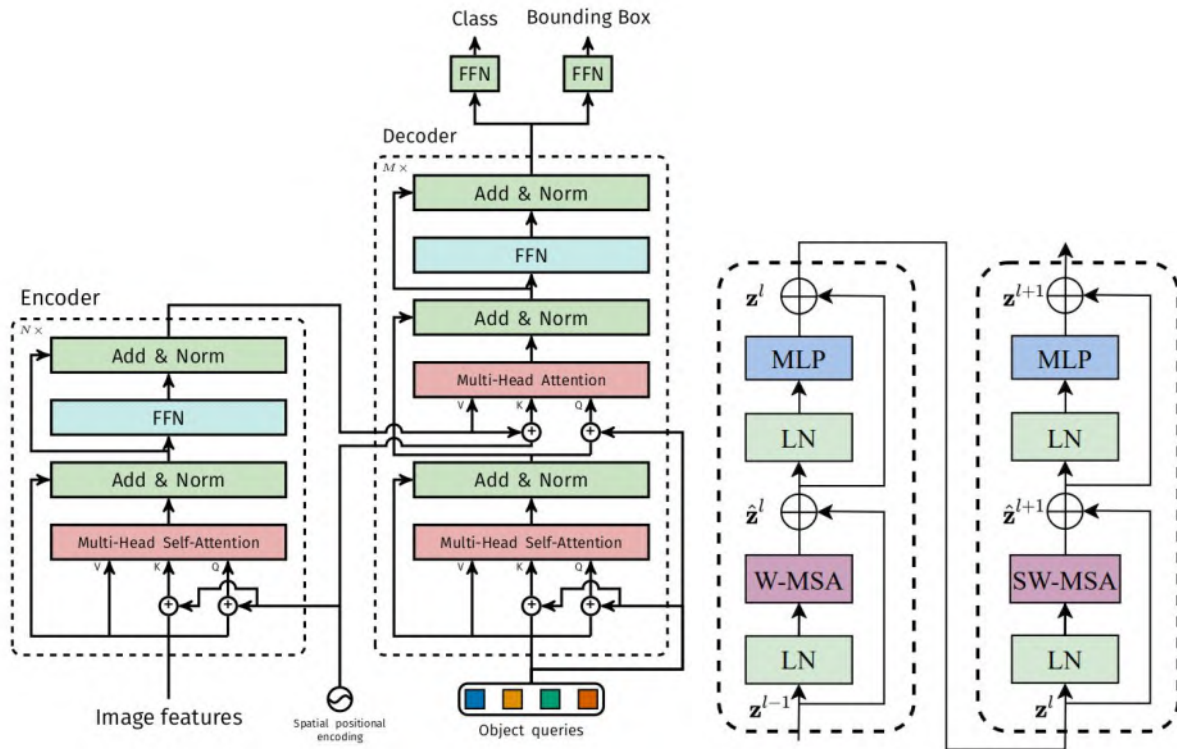 Class
Bounding Box
FFN
FFN
Decoder
M×
Add & Norm
FFN
Add & Norm
Multi-Head Attention
V K Q
Add & Norm
Multi-Head Self-Attention
V K Q
Object queries
Encoder
N×
Add & Norm
FFN
Add & Norm
Multi-Head Self-Attention
V K Q
Image features
Spatial positional
encoding
z^l
MLP
LN
ẑ^l
W-MSA
LN
z^{l-1}
z^{l+1}
MLP
LN
ẑ^{l+1}
SW-MSA
LN
z^l